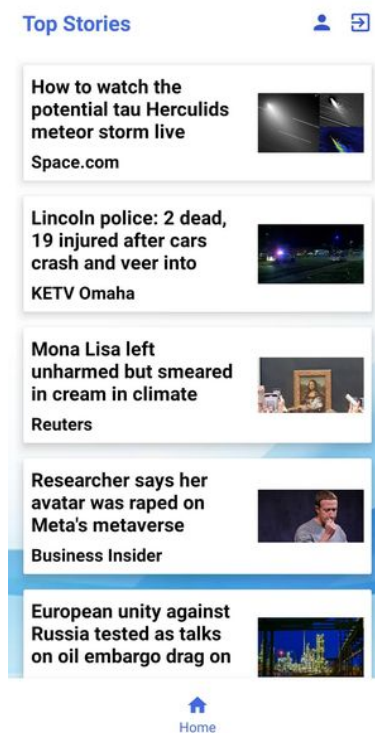 Top Stories
How to watch the
potential tau Herculids
meteor storm live
Space.com
Lincoln police: 2 dead,
19 injured after cars
crash and veer into
KETV Omaha
Mona Lisa left
unharmed but smeared
in cream in climate
Reuters
Researcher says her
avatar was raped on
Meta's metaverse
Business Insider
European unity against
Russia tested as talks
on oil embargo drag on
Home